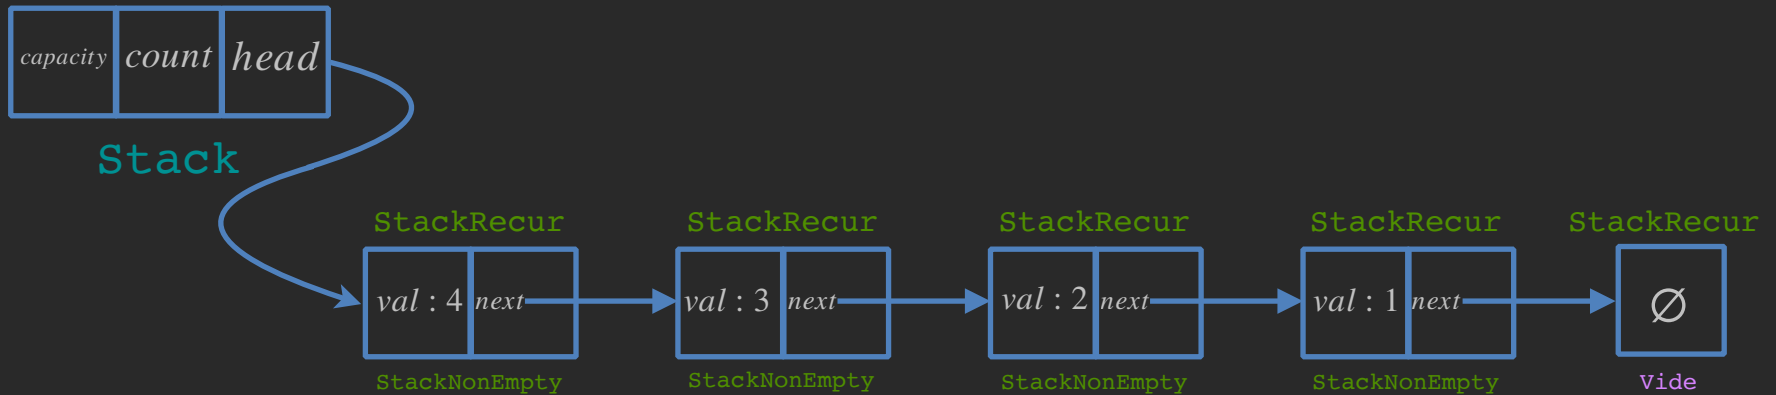 capacity count head
Stack
StackRecur StackRecur StackRecur StackRecur StackRecur
val : 4 next val : 3 next val : 2 next val : 1 next ∅
StackNonEmpty StackNonEmpty StackNonEmpty StackNonEmpty Vide